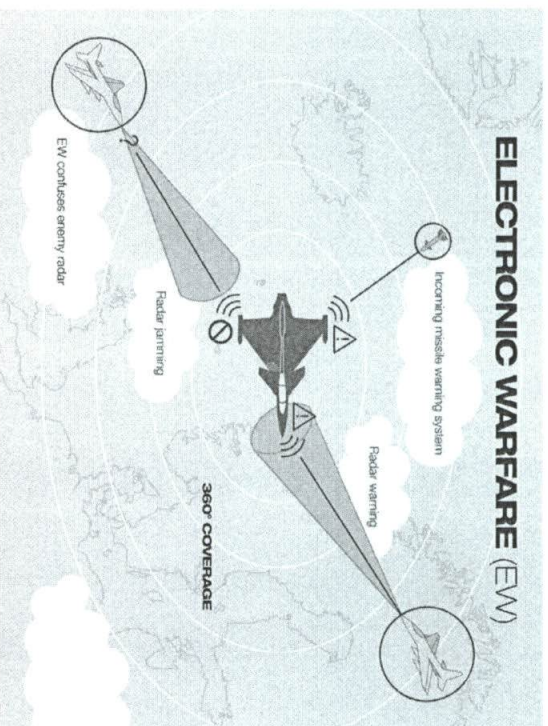 ELECTRONIC WARFARE (EW)
Incoming missile warning system
Radar warning
360° COVERAGE
Radar jamming
EW confuses enemy radar
?